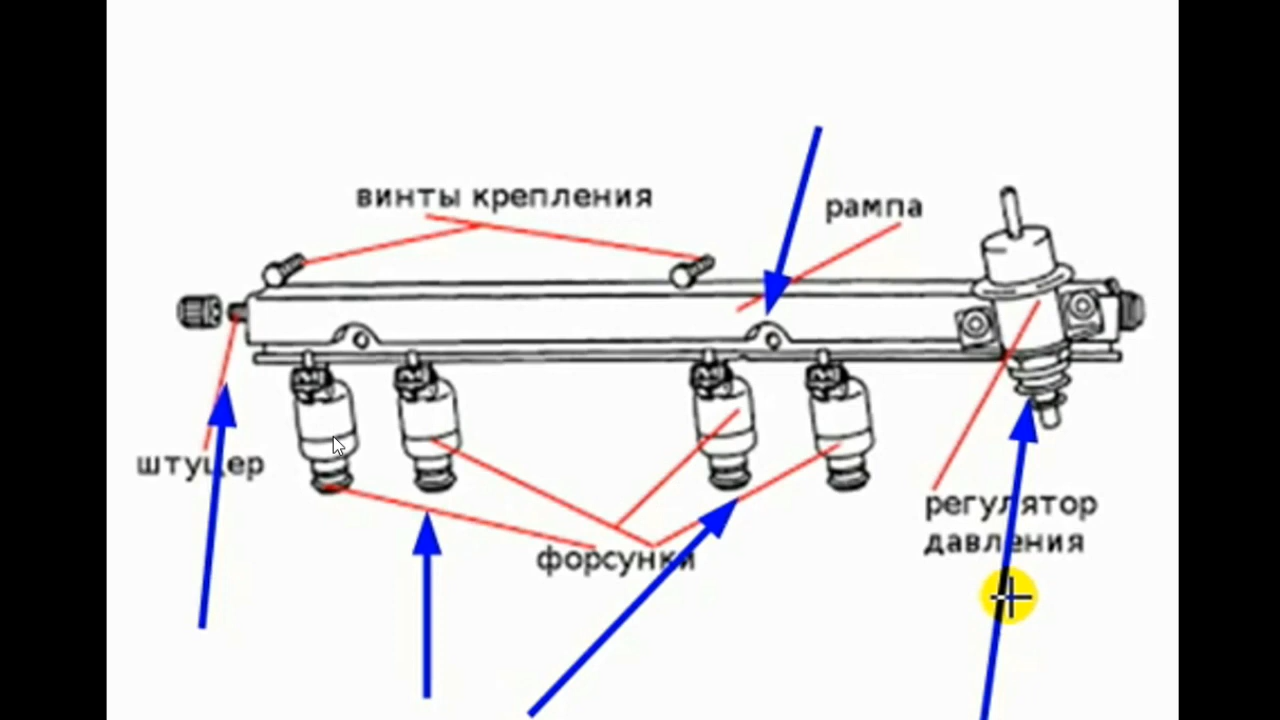 винты крепления
рампа
штуцер
регулятор
давления
форсунки